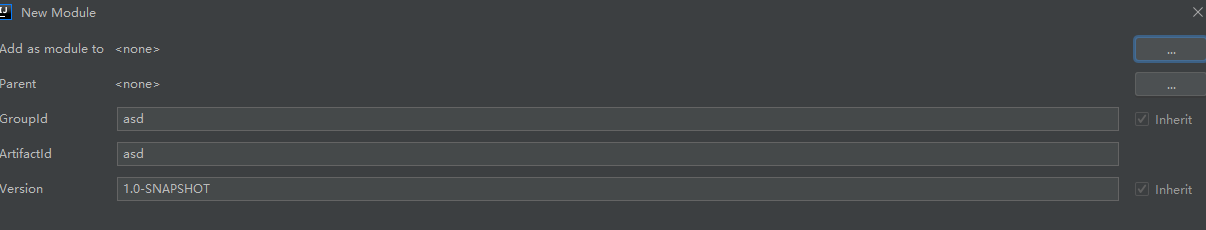 IJ New Module
Add as module to <none> ...
Parent <none> ...
GroupId asd Inherit
ArtifactId asd
Version 1.0-SNAPSHOT Inherit